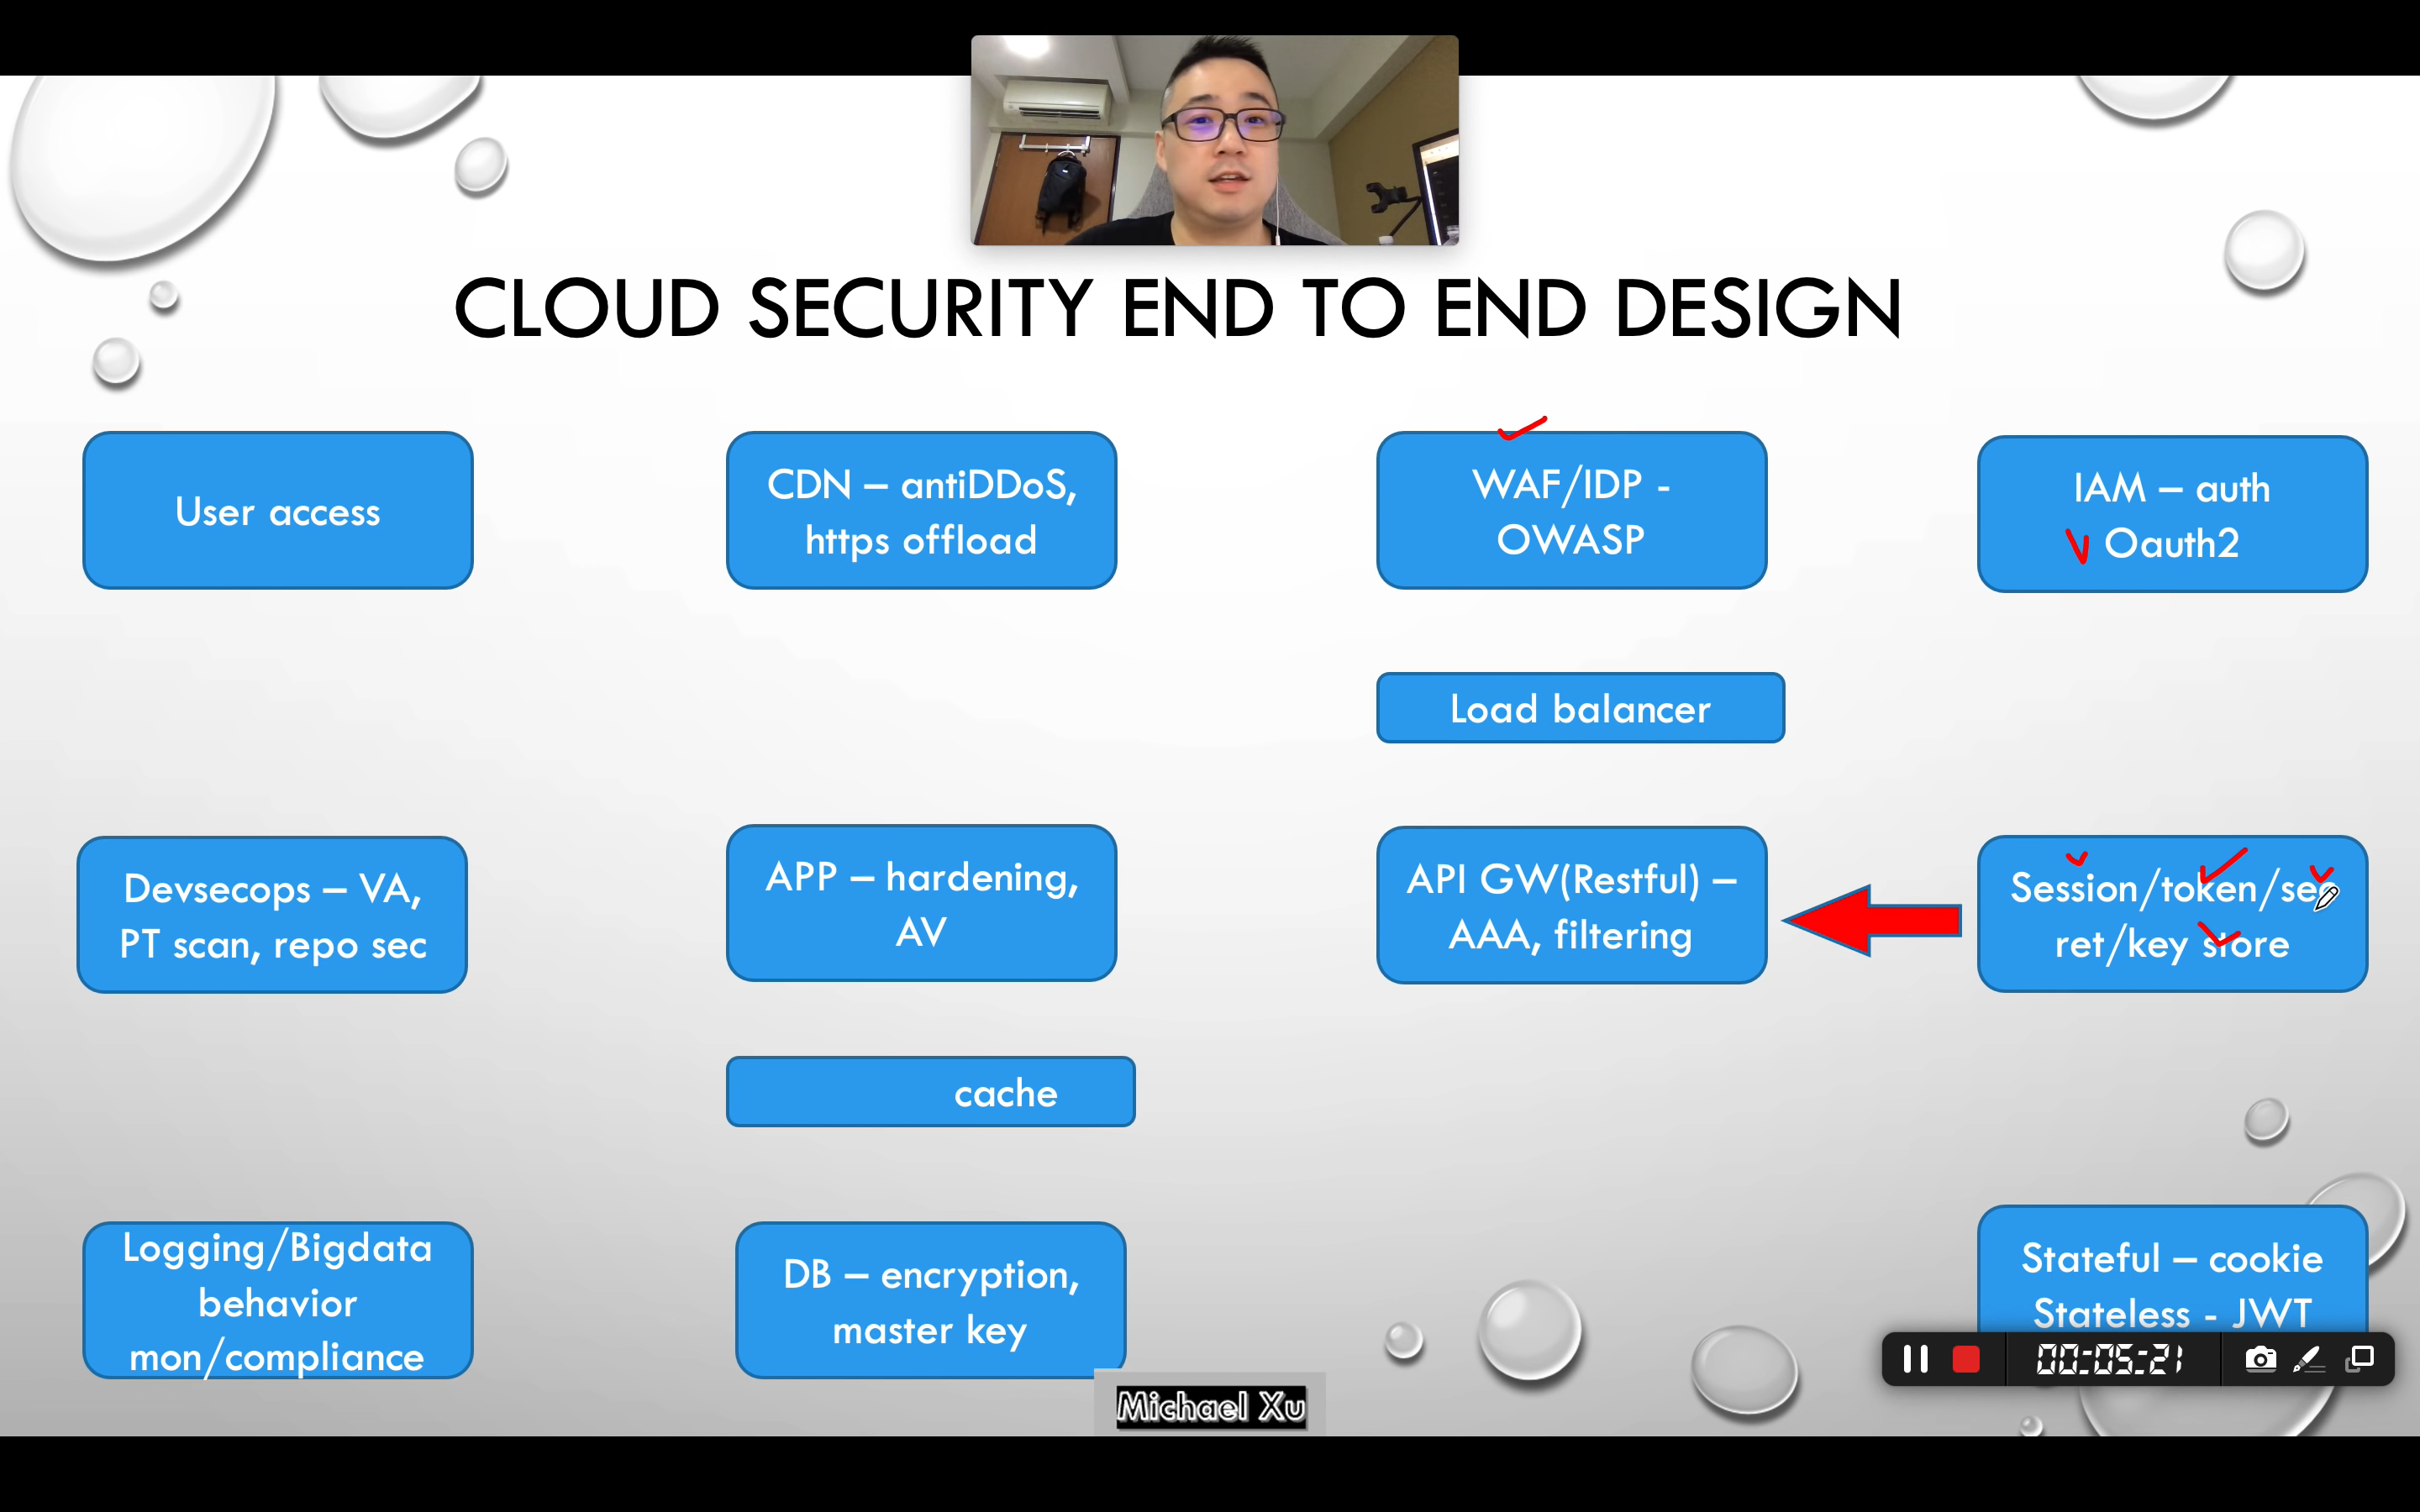 CLOUD SECURITY END TO END DESIGN
User access
CDN – antiDDoS,
https offload
WAF/IDP -
OWASP
IAM – auth
Oauth2
Load balancer
Devsecops – VA,
PT scan, repo sec
APP – hardening,
AV
API GW(Restful) –
AAA, filtering
Session/token/sec
ret/key store
cache
Logging/Bigdata
behavior
mon/compliance
DB – encryption,
master key
Stateful – cookie
Stateless - JWT
00:05:21
Michael Xu